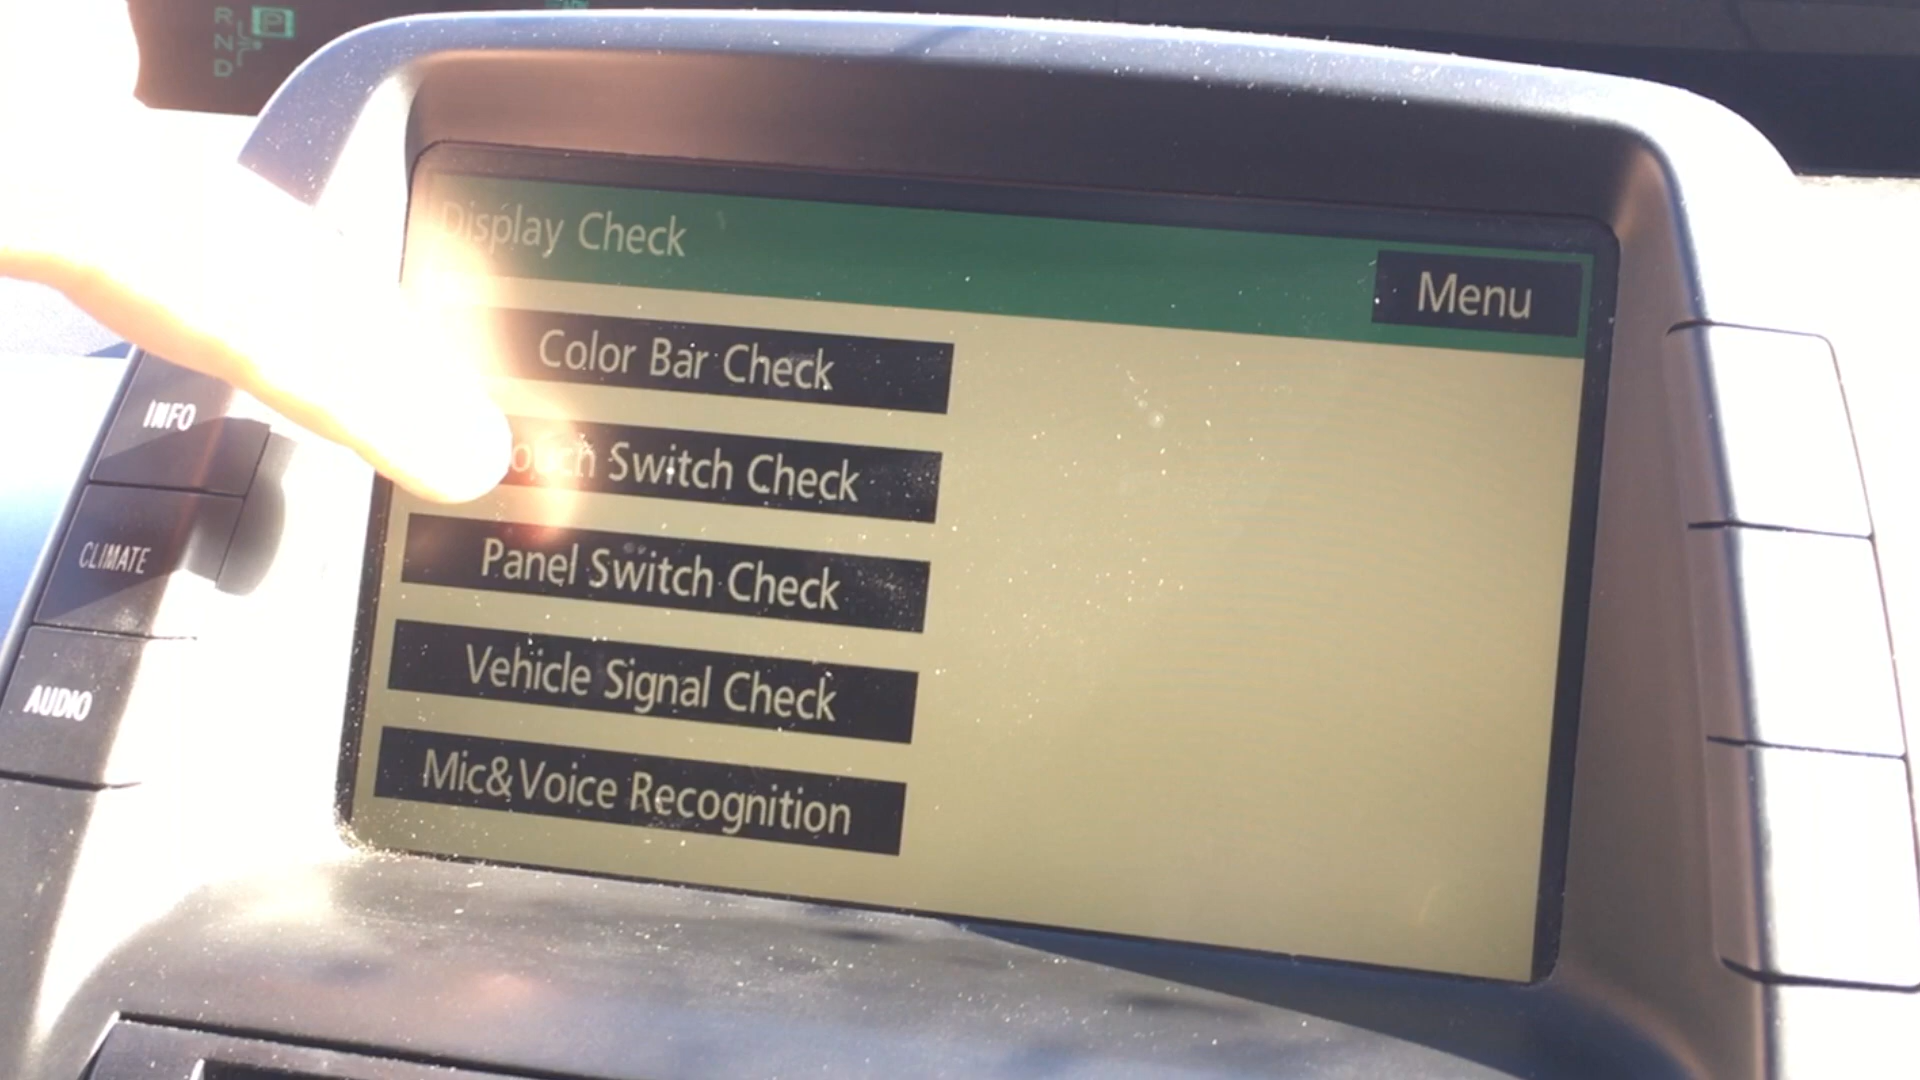 R
P
N
D
Display Check
Menu
Color Bar Check
Touch Switch Check
Panel Switch Check
Vehicle Signal Check
Mic&Voice Recognition
INFO
CLIMATE
AUDIO